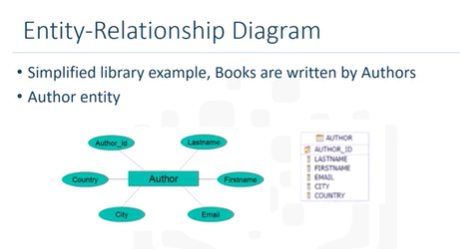 Entity-Relationship Diagram
• Simplified library example, Books are written by Authors
• Author entity
Author_Id
Lastname
Country
Author
Firstname
City
Email
AUTHOR
AUTHOR_ID
LASTNAME
FIRSTNAME
EMAIL
CITY
COUNTRY